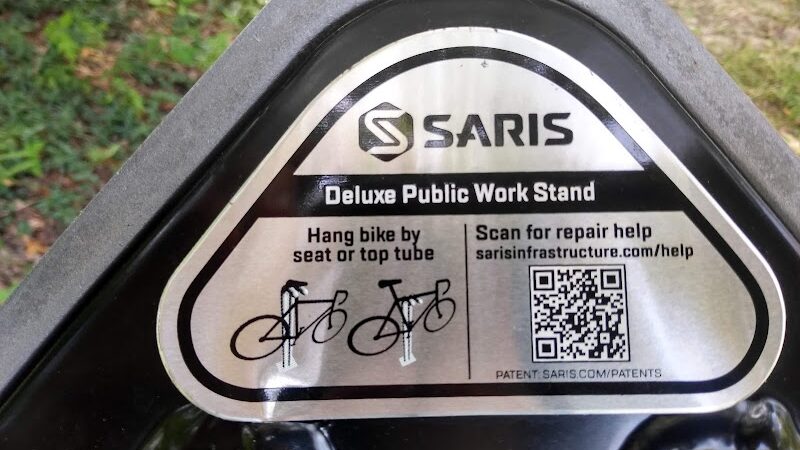 SARIS
Deluxe Public Work Stand
Hang bike by
seat or top tube
Scan for repair help
sarisinfrastructure.com/help
PATENT: SARIS.COM/PATENTS